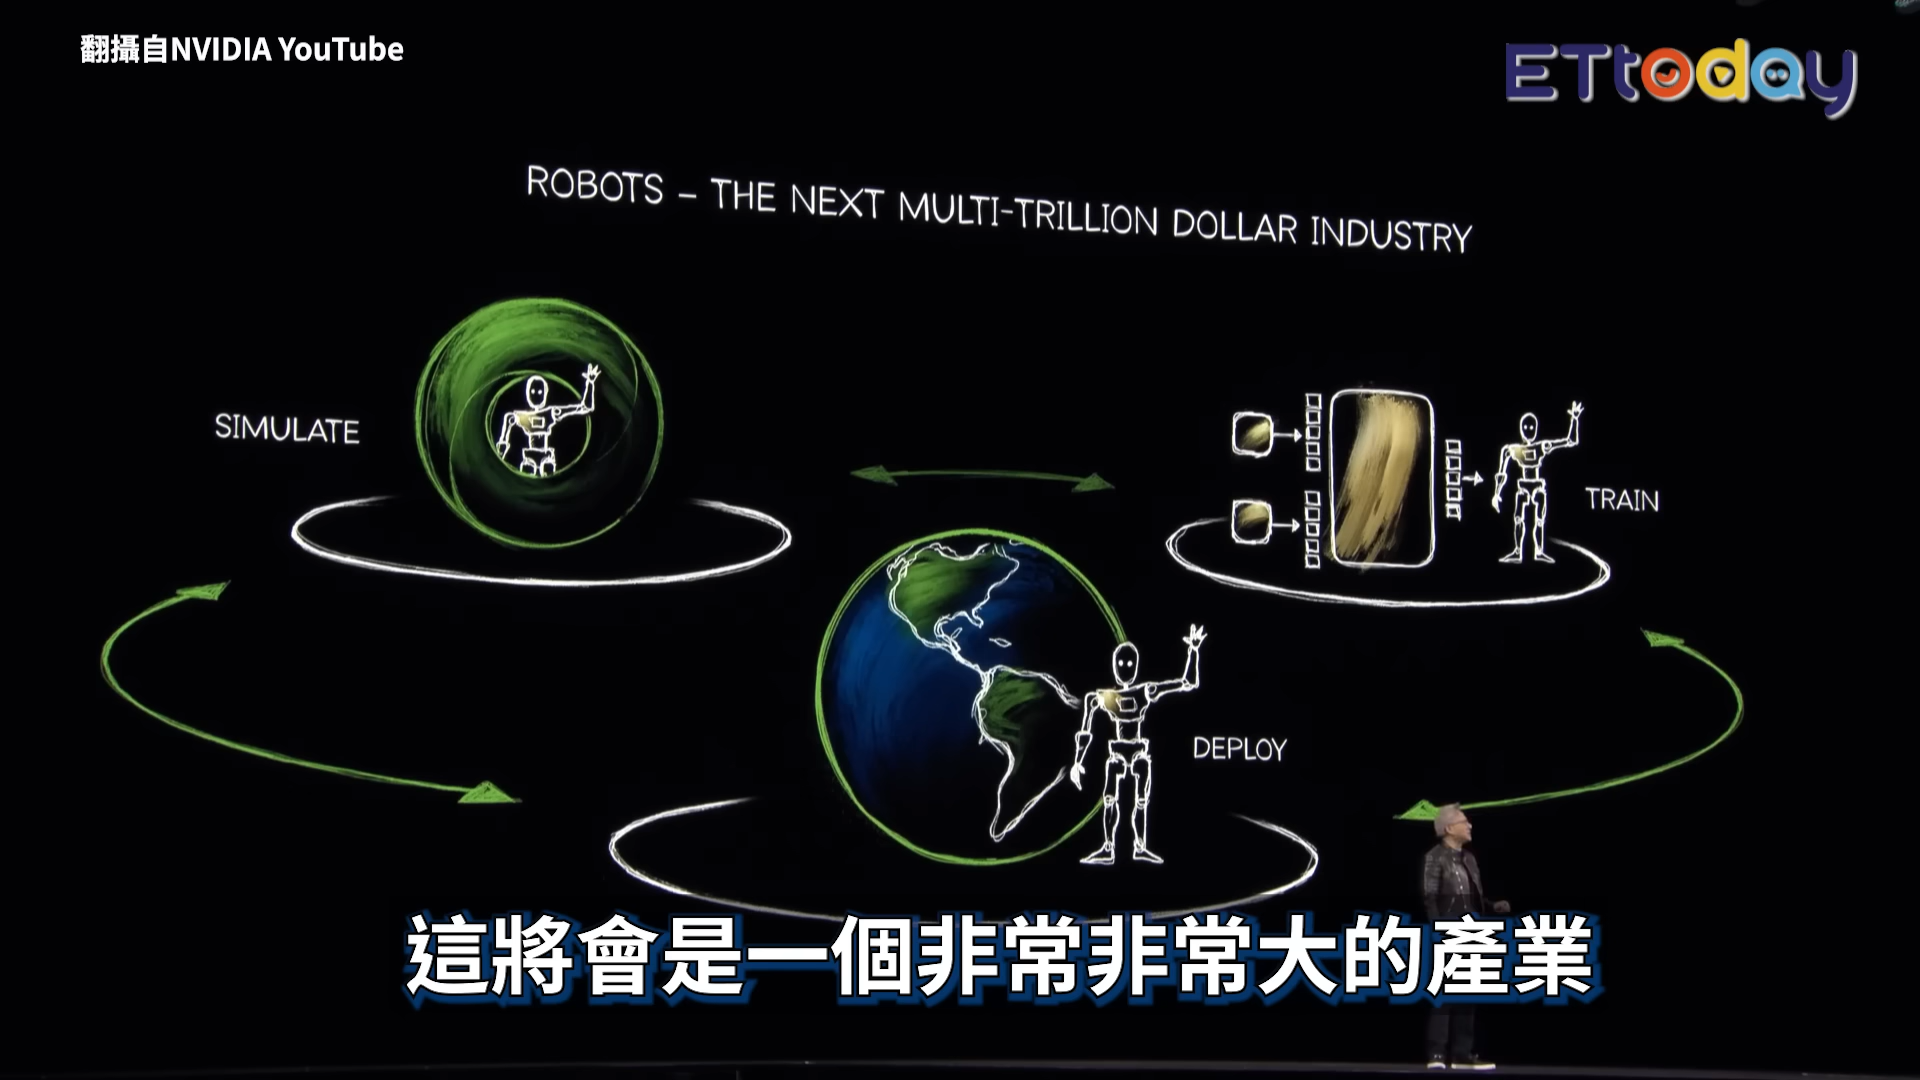 翻攝自NVIDIA YouTube
ETtoday
ROBOTS – THE NEXT MULTI-TRILLION DOLLAR INDUSTRY
SIMULATE
TRAIN
DEPLOY
這將會是一個非常非常大的產業